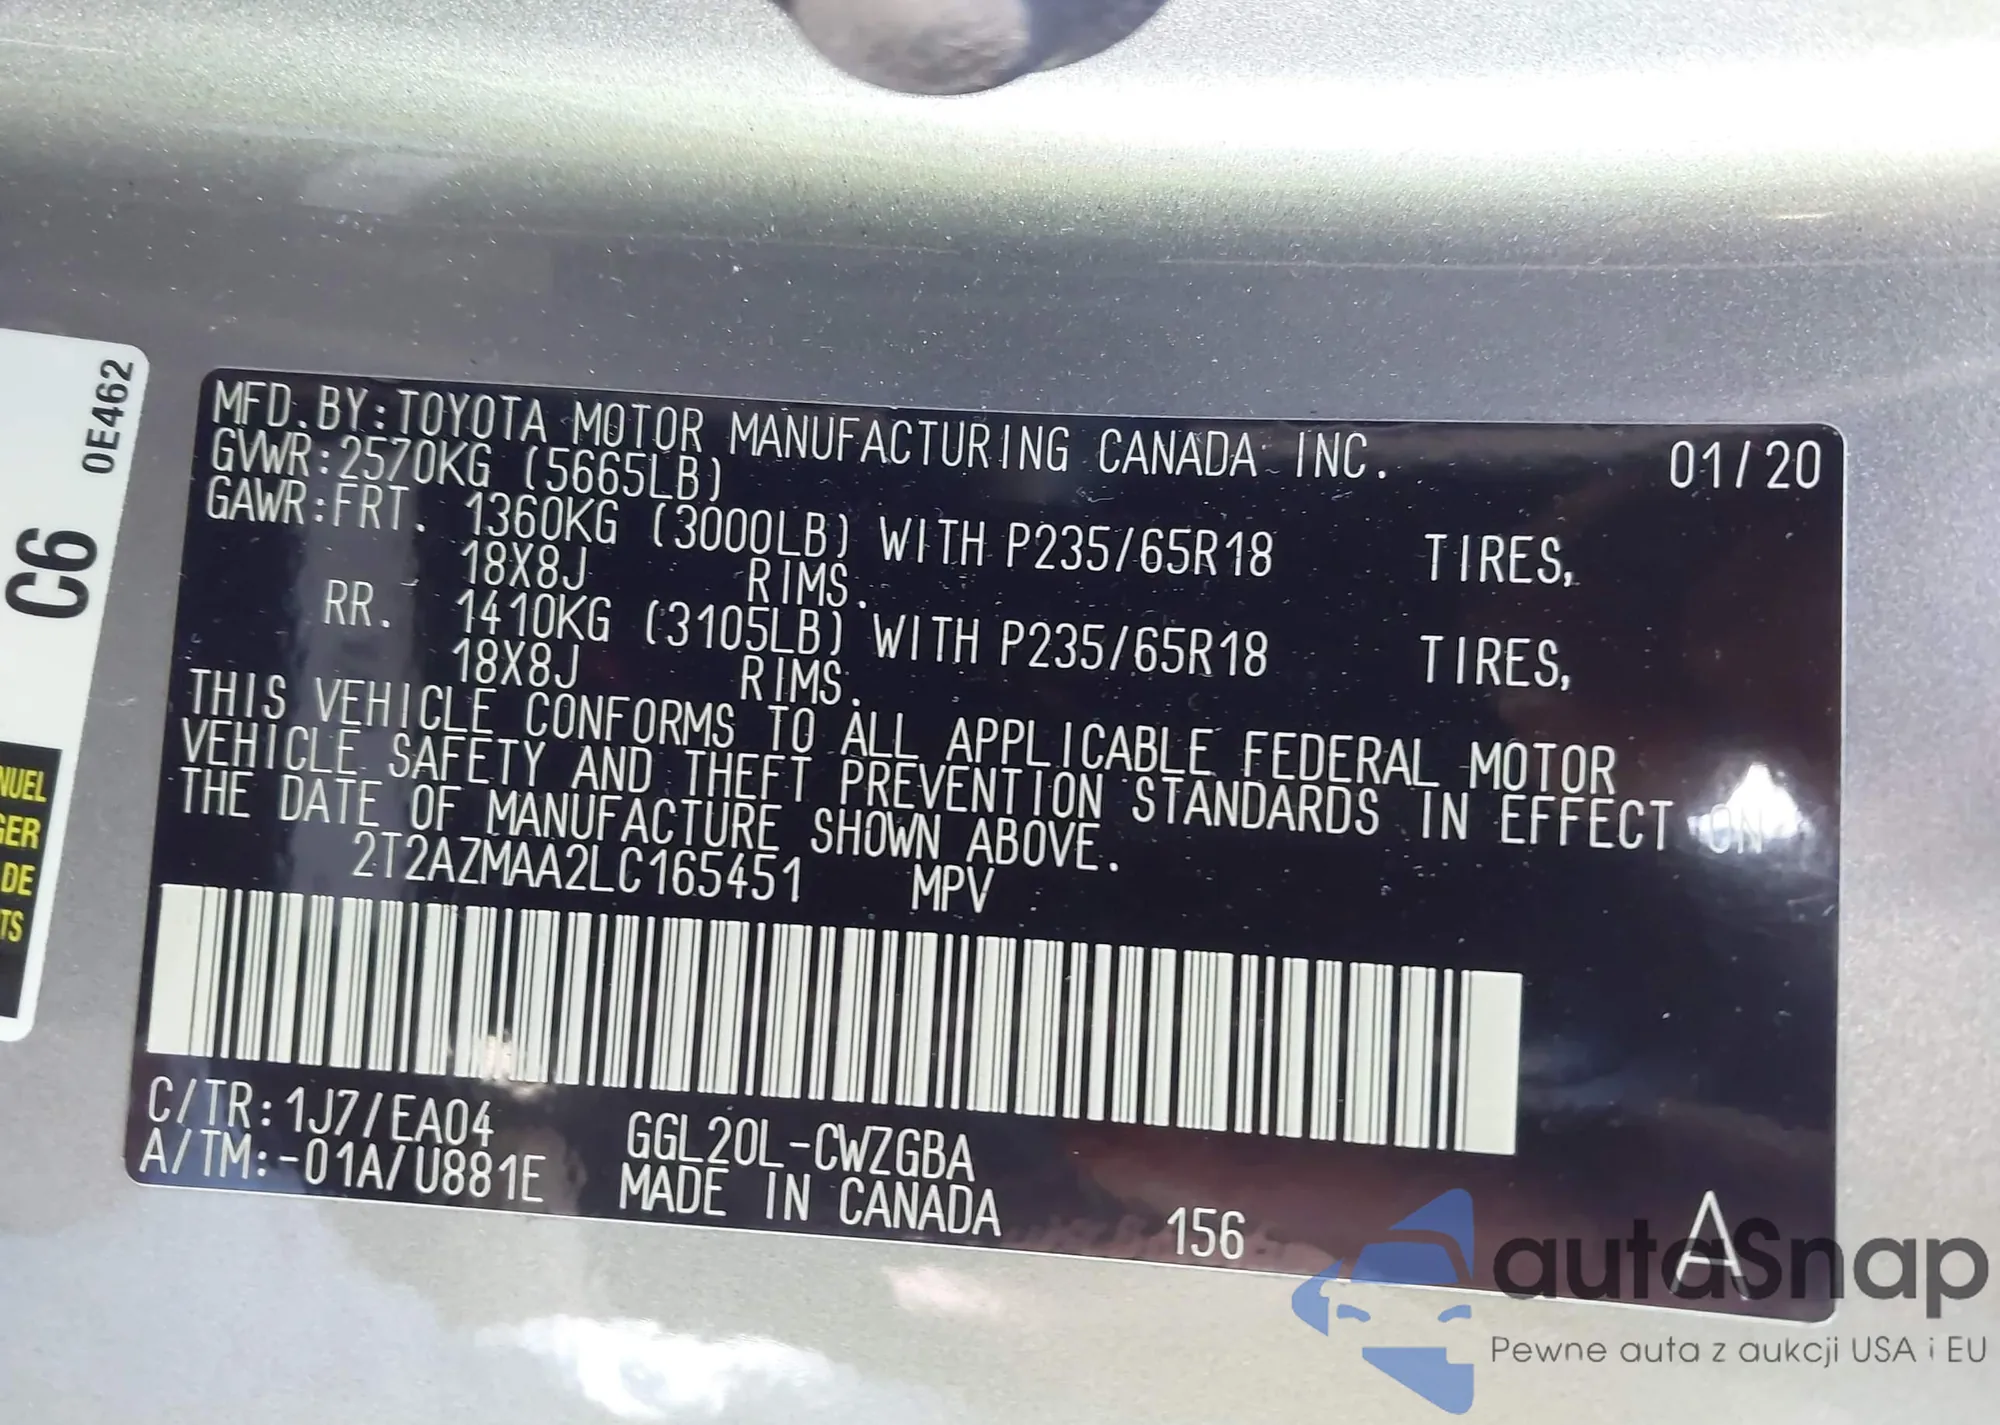 MFD.BY:TOYOTA MOTOR MANUFACTURING CANADA INC. 01/20
GVWR:2570KG (5665LB)
GAWR:FRT. 1360KG (3000LB) WITH P235/65R18 TIRES,
18X8J RIMS.
RR. 1410KG (3105LB) WITH P235/65R18 TIRES,
18X8J RIMS.
THIS VEHICLE CONFORMS TO ALL APPLICABLE FEDERAL MOTOR
VEHICLE SAFETY AND THEFT PREVENTION STANDARDS IN EFFECT ON
THE DATE OF MANUFACTURE SHOWN ABOVE.
2T2AZMAA2LC165451 MPV
C/TR:1J7/EA04 GGL20L-CWZGBA
A/TM:-01A/U881E MADE IN CANADA 156 A
0E462
C6
NUEL
GER
DE
TS
autaSnap
Pewne auta z aukcji USA i EU